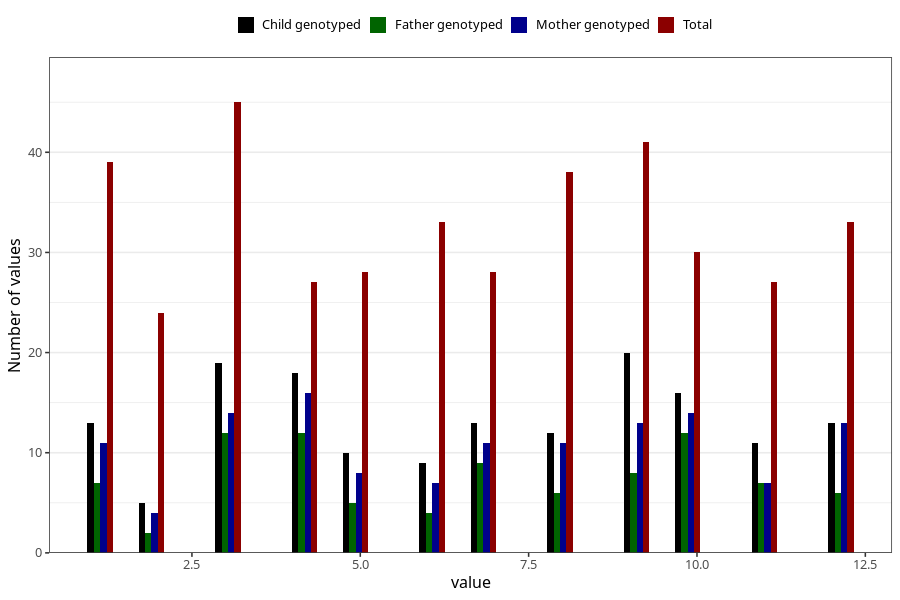 Child genotyped Father genotyped Mother genotyped Total
Number of values
40
30
20
10
0
2.5 5.0 7.5 10.0 12.5
value